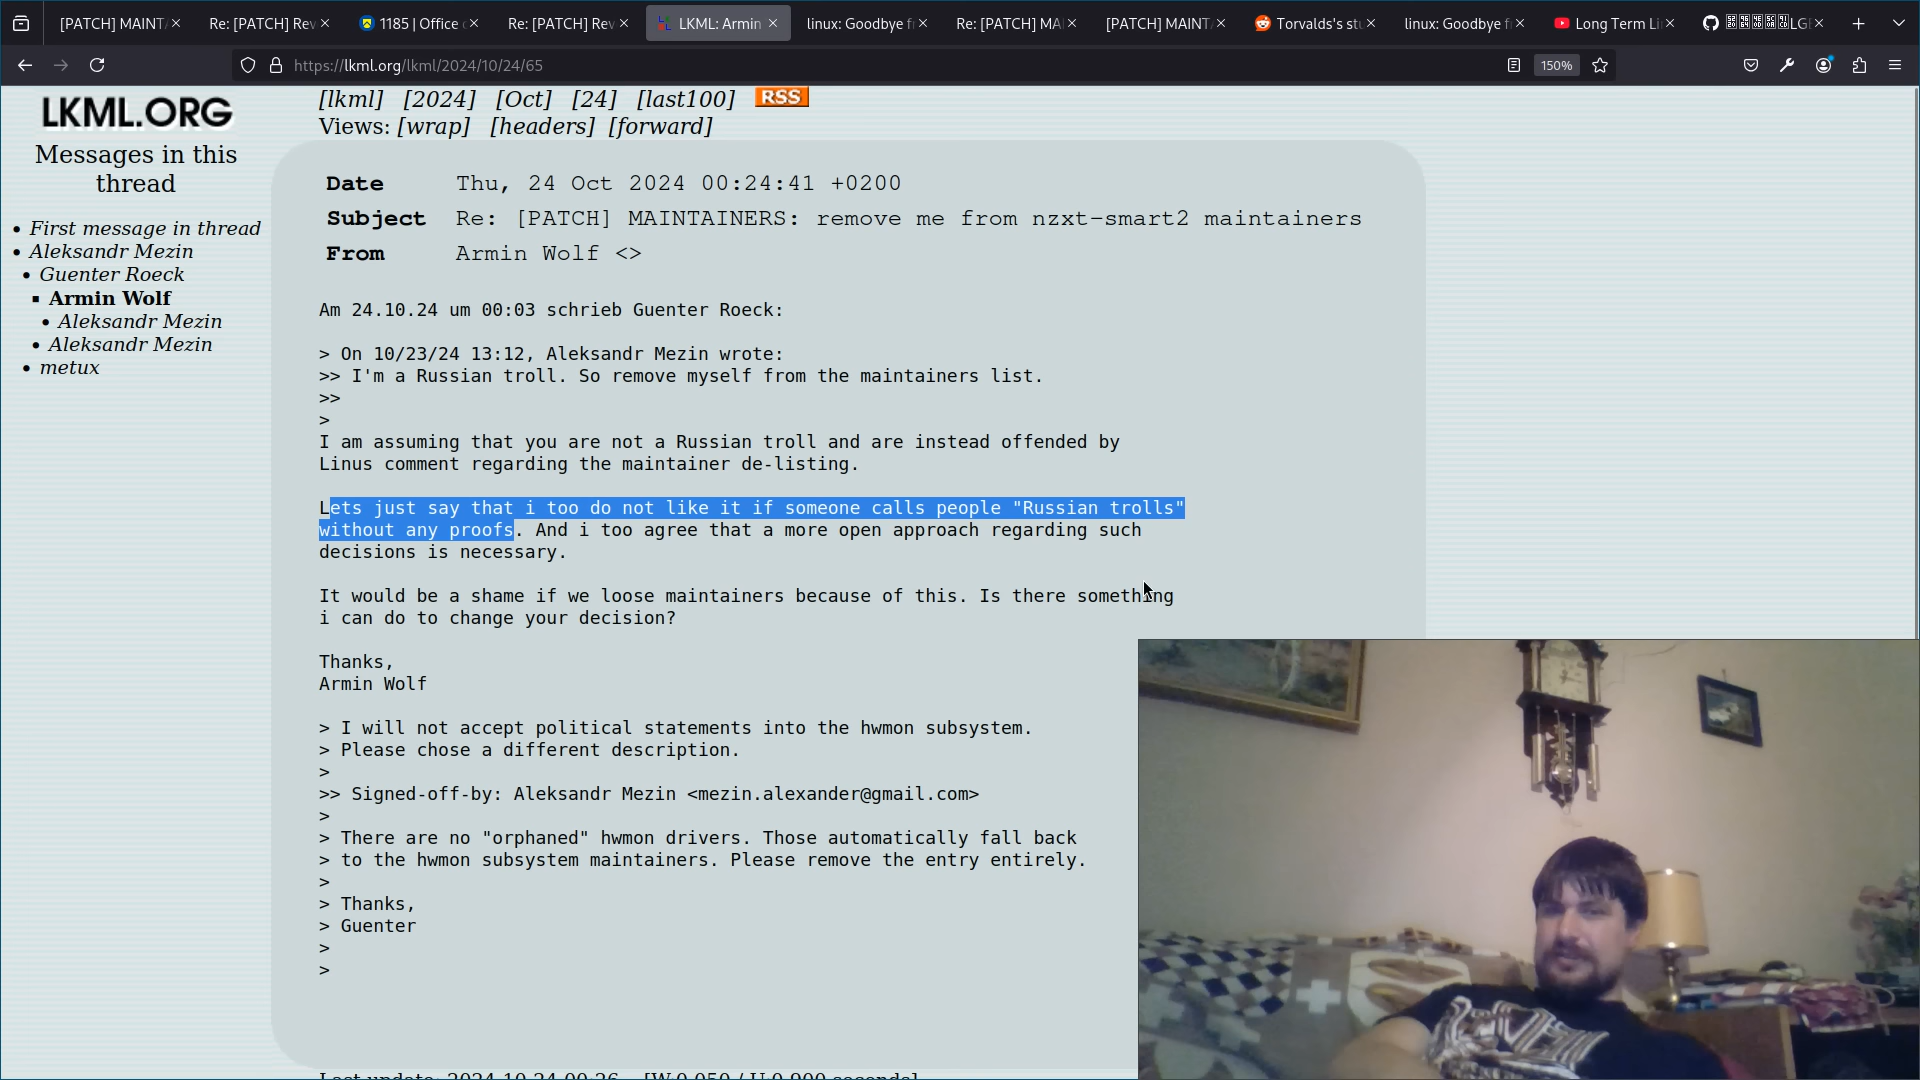 [PATCH] MAINT
Re: [PATCH] Rev
1185 | Office
Re: [PATCH] Rev
LKML: Armin
linux: Goodbye f
Re: [PATCH] MA
[PATCH] MAINT
Torvalds's st
linux: Goodbye f
Long Term Li
https://lkml.org/lkml/2024/10/24/65
150%
LKML.ORG
Messages in this
thread
• First message in thread
• Aleksandr Mezin
• Guenter Roeck
▪ Armin Wolf
• Aleksandr Mezin
• Aleksandr Mezin
• metux
[lkml] [2024] [Oct] [24] [last100] RSS
Views: [wrap] [headers] [forward]
Date Thu, 24 Oct 2024 00:24:41 +0200
Subject Re: [PATCH] MAINTAINERS: remove me from nzxt-smart2 maintainers
From Armin Wolf <>
Am 24.10.24 um 00:03 schrieb Guenter Roeck:
> On 10/23/24 13:12, Aleksandr Mezin wrote:
>> I'm a Russian troll. So remove myself from the maintainers list.
>>
>
I am assuming that you are not a Russian troll and are instead offended by
Linus comment regarding the maintainer de-listing.
Lets just say that i too do not like it if someone calls people "Russian trolls"
without any proofs. And i too agree that a more open approach regarding such
decisions is necessary.
It would be a shame if we loose maintainers because of this. Is there something
i can do to change your decision?
Thanks,
Armin Wolf
> I will not accept political statements into the hwmon subsystem.
> Please chose a different description.
>
>> Signed-off-by: Aleksandr Mezin <mezin.alexander@gmail.com>
>
> There are no "orphaned" hwmon drivers. Those automatically fall back
> to the hwmon subsystem maintainers. Please remove the entry entirely.
>
> Thanks,
> Guenter
>
>
Last update: 2024-10-24 00:26 [W:0.050 / U:0.900 seconds]